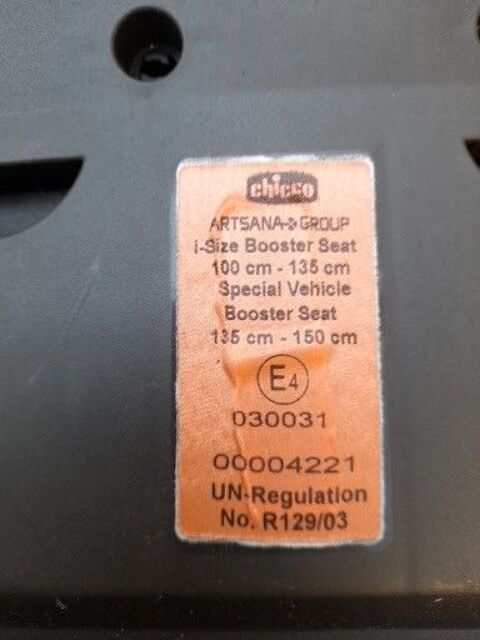 chicco
ARTSANA GROUP
i-Size Booster Seat
100 cm - 135 cm
Special Vehicle
Booster Seat
135 cm - 150 cm
E4
030031
00004221
UN-Regulation
No. R129/03